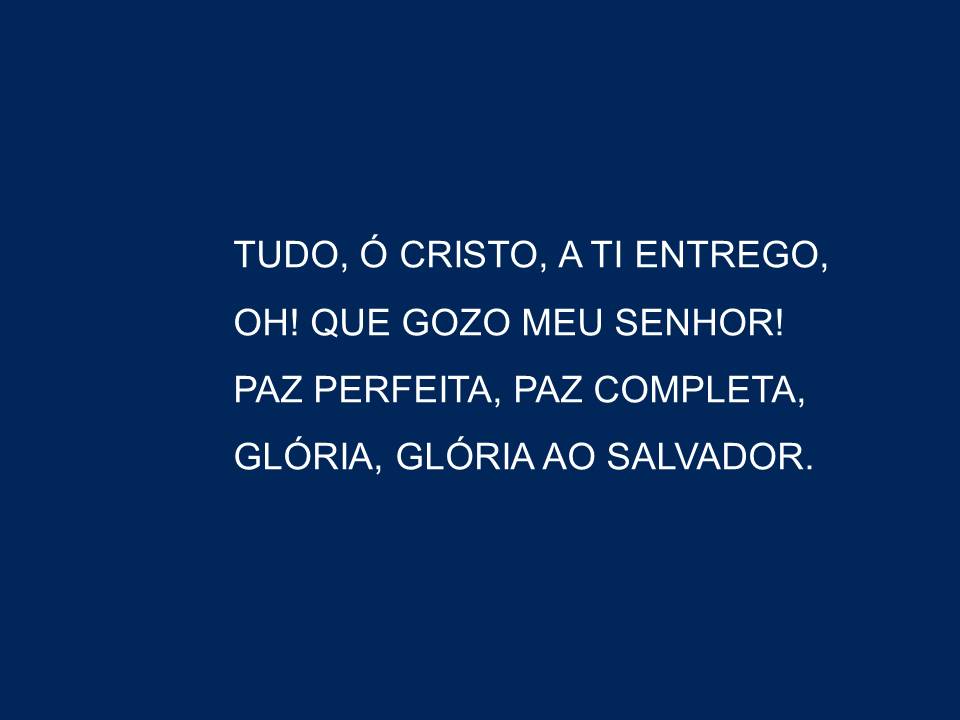 TUDO, Ó CRISTO, A TI ENTREGO,
OH! QUE GOZO MEU SENHOR!
PAZ PERFEITA, PAZ COMPLETA,
GLÓRIA, GLÓRIA AO SALVADOR.